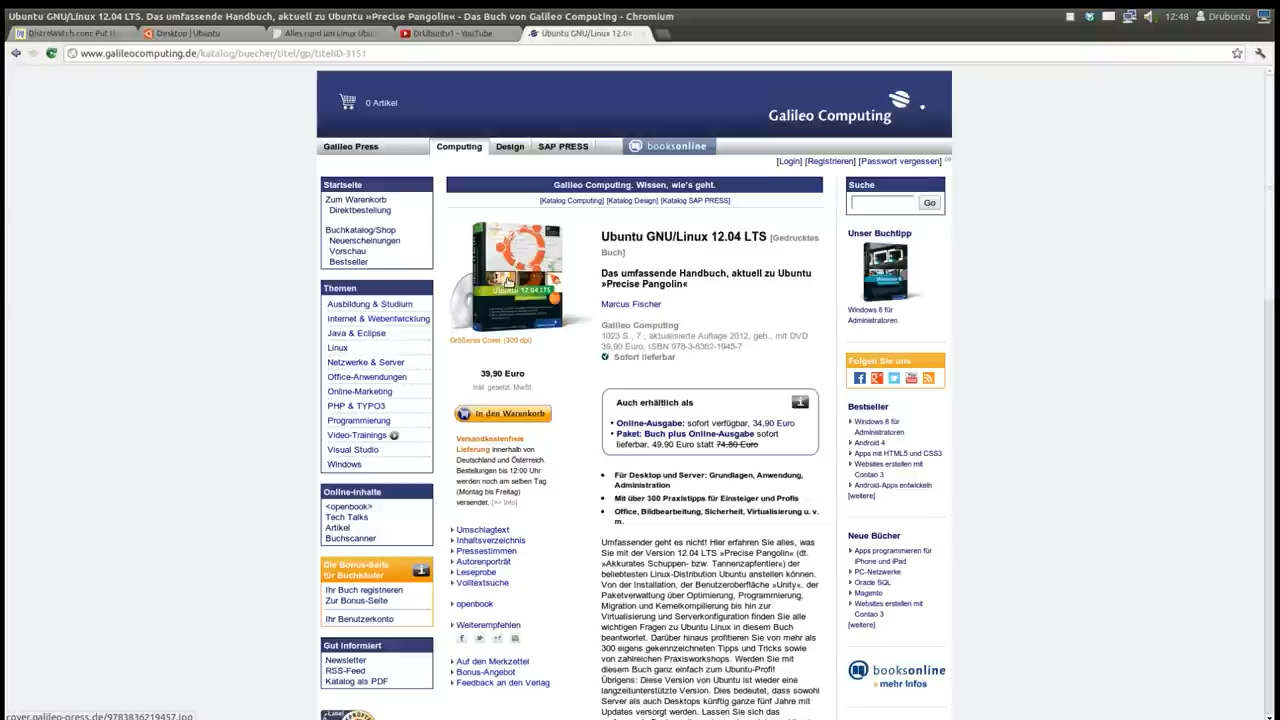 Ubuntu GNU/Linux 12.04 LTS. Das umfassende Handbuch, aktuell zu Ubuntu »Precise Pangolin« - Das Buch von Galileo Computing - Chromium
12:48 Drubuntu
DistroWatch.com: Put t
Desktop | Ubuntu
Alles rund um Linux Ubu
DrUbuntu1 - YouTube
Ubuntu GNU/Linux 12.04
www.galileocomputing.de/katalog/buecher/titel/gp/titelID-3151
0 Artikel
Galileo Computing
Galileo Press
Computing
Design
SAP PRESS
booksonline
[Login] [Registrieren] [Passwort vergessen]
Startseite
Zum Warenkorb
Direktbestellung
Buchkatalog/Shop
Neuerscheinungen
Vorschau
Bestseller
Themen
Ausbildung & Studium
Internet & Webentwicklung
Java & Eclipse
Linux
Netzwerke & Server
Office-Anwendungen
Online-Marketing
PHP & TYPO3
Programmierung
Video-Trainings
Visual Studio
Windows
Online-Inhalte
<openbook>
Tech Talks
Artikel
Buchscanner
Die Bonus-Seite
für Buchkäufer
Ihr Buch registrieren
Zur Bonus-Seite
Ihr Benutzerkonto
Gut informiert
Newsletter
RSS-Feed
Katalog als PDF
Label
Galileo Computing. Wissen, wie's geht.
[Katalog Computing] [Katalog Design] [Katalog SAP PRESS]
Ubuntu 12.04 LTS
Größeres Cover (300 dpi)
39,90 Euro
Inkl. gesetzl. MwSt.
In den Warenkorb
Versandkostenfreie
Lieferung innerhalb von
Deutschland und Österreich.
Bestellungen bis 12:00 Uhr
werden noch am selben Tag
(Montag bis Freitag)
versendet. [>> Info]
Umschlagtext
Inhaltsverzeichnis
Pressestimmen
Autorenporträt
Leseprobe
Volltextsuche
openbook
Weiterempfehlen
Auf den Merkzettel
Bonus-Angebot
Feedback an den Verlag
Ubuntu GNU/Linux 12.04 LTS [Gedrucktes
Buch]
Das umfassende Handbuch, aktuell zu Ubuntu
»Precise Pangolin«
Marcus Fischer
Galileo Computing
1023 S., 7., aktualisierte Auflage 2012, geb., mit DVD
39,90 Euro, ISBN 978-3-8362-1945-7
Sofort lieferbar
Auch erhältlich als
• Online-Ausgabe: sofort verfügbar, 34,90 Euro
• Paket: Buch plus Online-Ausgabe sofort
lieferbar, 49,90 Euro statt 74,80 Euro
• Für Desktop und Server: Grundlagen, Anwendung,
Administration
• Mit über 300 Praxistipps für Einsteiger und Profis
• Office, Bildbearbeitung, Sicherheit, Virtualisierung u. v.
m.
Umfassender geht es nicht! Hier erfahren Sie alles, was
Sie mit der Version 12.04 LTS »Precise Pangolin« (dt.
»Akkurates Schuppen- bzw. Tannenzapfentier«) der
beliebtesten Linux-Distribution Ubuntu anstellen können.
Von der Installation, der Benutzeroberfläche »Unity«, der
Paketverwaltung über Optimierung, Programmierung,
Migration und Kernelkompilierung bis hin zur
Virtualisierung und Serverkonfiguration finden Sie alle
wichtigen Fragen zu Ubuntu Linux in diesem Buch
beantwortet. Darüber hinaus profitieren Sie von mehr als
300 eigens gekennzeichneten Tipps und Tricks sowie
von zahlreichen Praxisworkshops. Werden Sie mit
diesem Buch ganz einfach zum Ubuntu-Profi!
Übrigens: Diese Version von Ubuntu ist wieder eine
langzeitunterstützte Version. Dies bedeutet, dass sowohl
Server als auch Desktops künftig ganze fünf Jahre mit
Updates versorgt werden. Lassen Sie sich das
Suche
Go
Unser Buchtipp
Windows 8 für
Administratoren
Folgen Sie uns
Bestseller
Windows 8 für
Administratoren
Android 4
Apps mit HTML5 und CSS3
Websites erstellen mit
Contao 3
Android-Apps entwickeln
[weitere]
Neue Bücher
Apps programmieren für
iPhone und iPad
PC-Netzwerke
Oracle SQL
Magento
Websites erstellen mit
Contao 3
[weitere]
booksonline
mehr Infos
cover.galileo-press.de/9783836219457.jpg